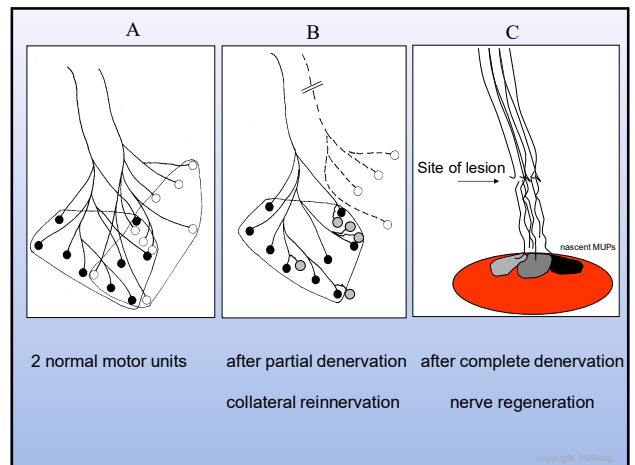 A
B
C
Site of lesion
nascent MUPs
2 normal motor units
after partial denervation
collateral reinnervation
after complete denervation
nerve regeneration
copyright Stålberg